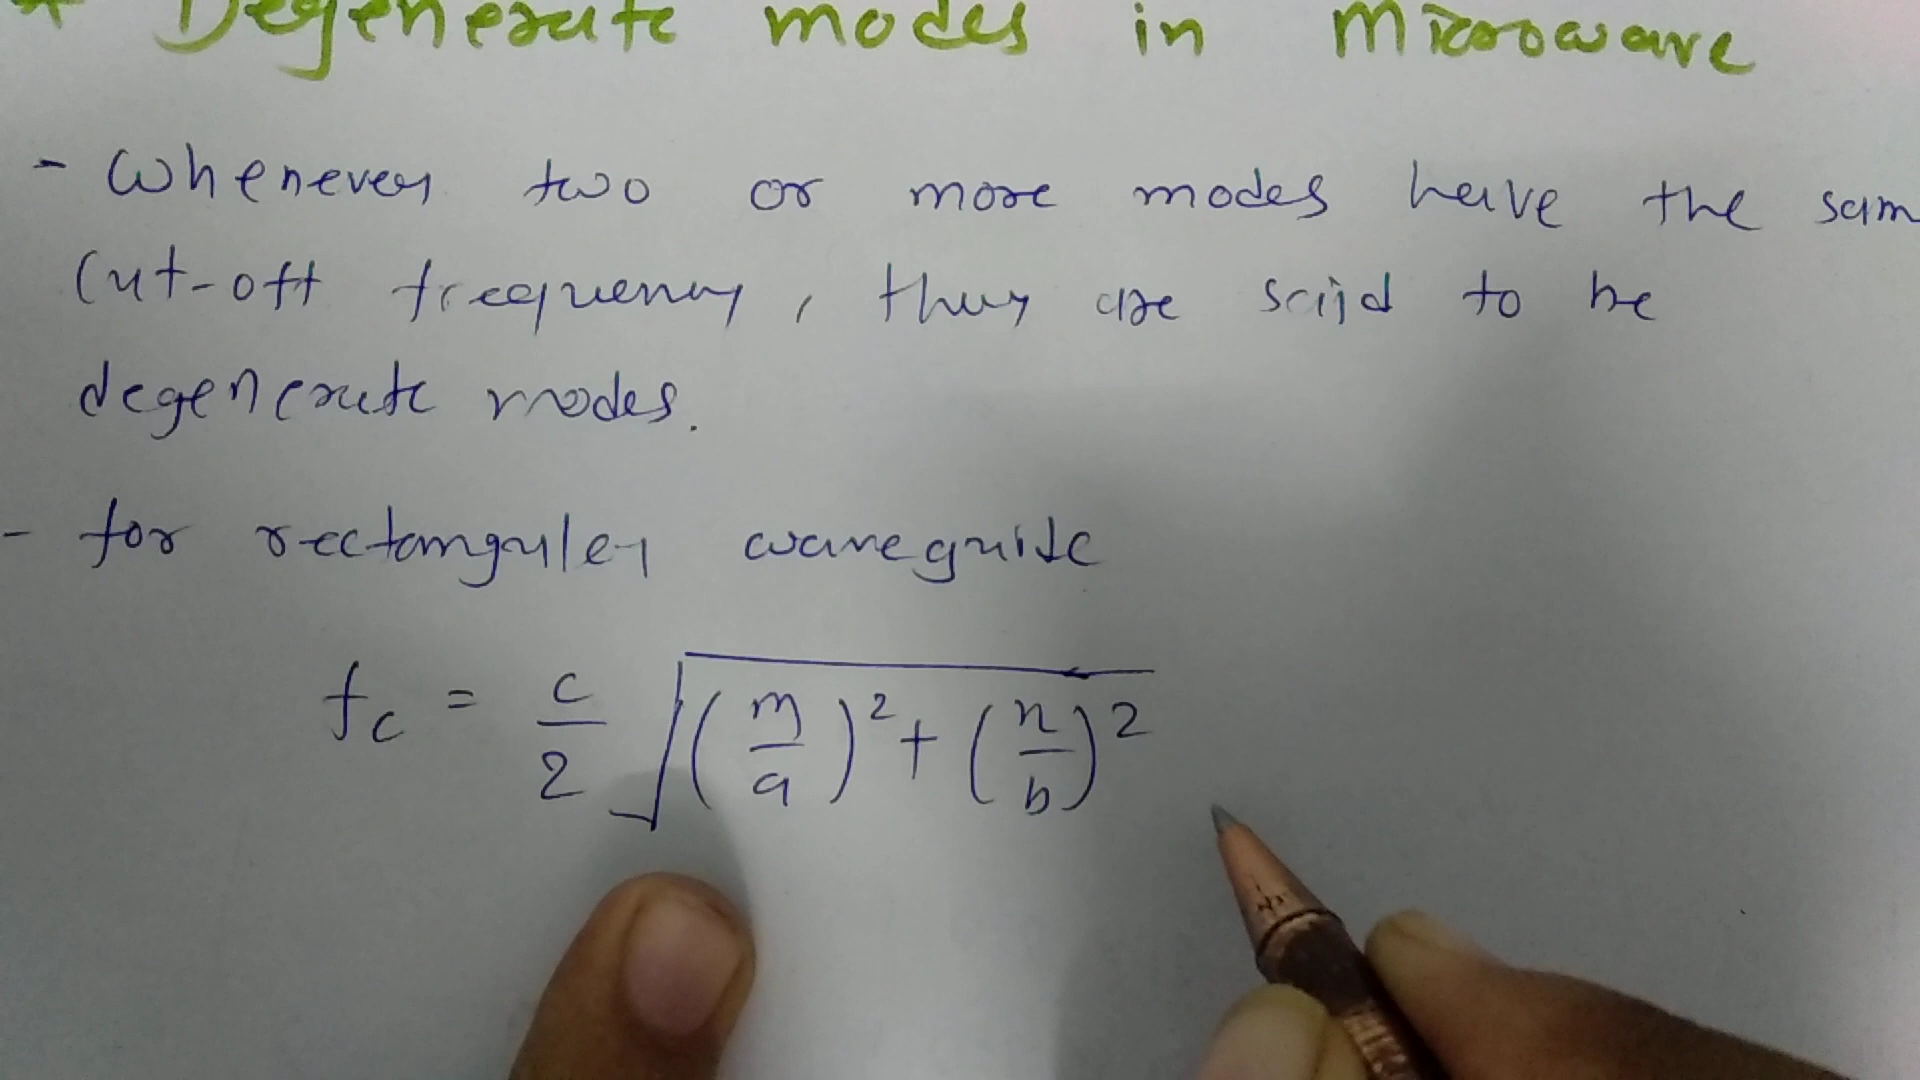 * Degenerate modes in Microwave
- Whenever two or more modes have the sam
cut-off frequency, they are said to be
degenerate modes.
- for rectangular waveguide
fc = c/2 √((m/a)² + (n/b)²)